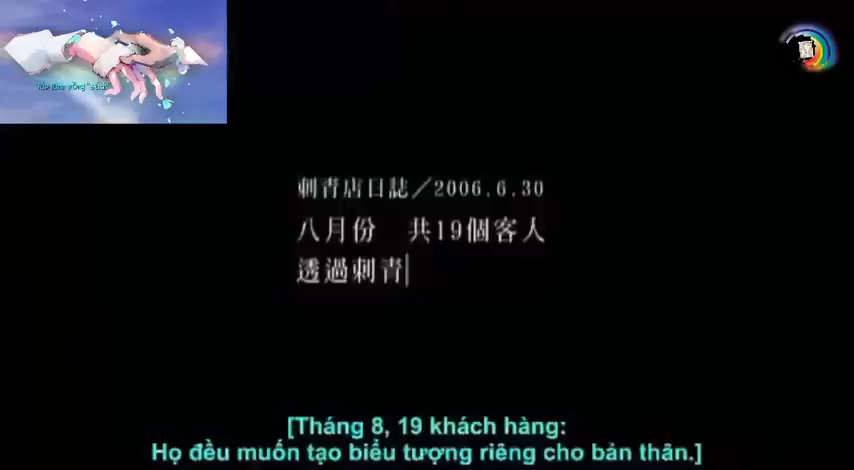 刺青店日誌／2006.6.30
八月份　共19個客人
透過刺青
[Tháng 8, 19 khách hàng:
Họ đều muốn tạo biểu tượng riêng cho bản thân.]